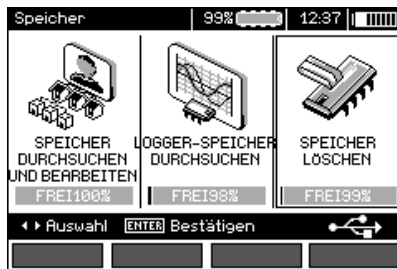 Speicher 99% 12:37
SPEICHER DURCHSUCHEN UND BEARBEITEN
FREI100%
LOGGER-SPEICHER DURCHSUCHEN
FREI98%
SPEICHER LÖSCHEN
FREI99%
Auswahl ENTER Bestätigen